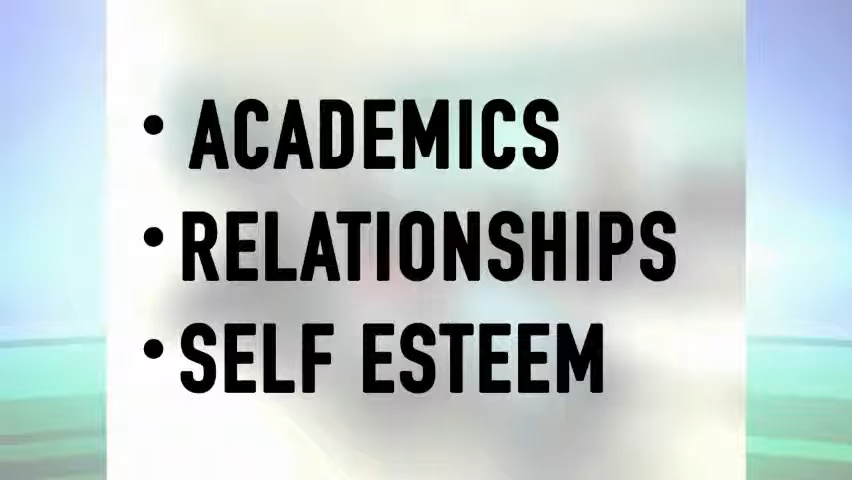 • ACADEMICS
• RELATIONSHIPS
• SELF ESTEEM